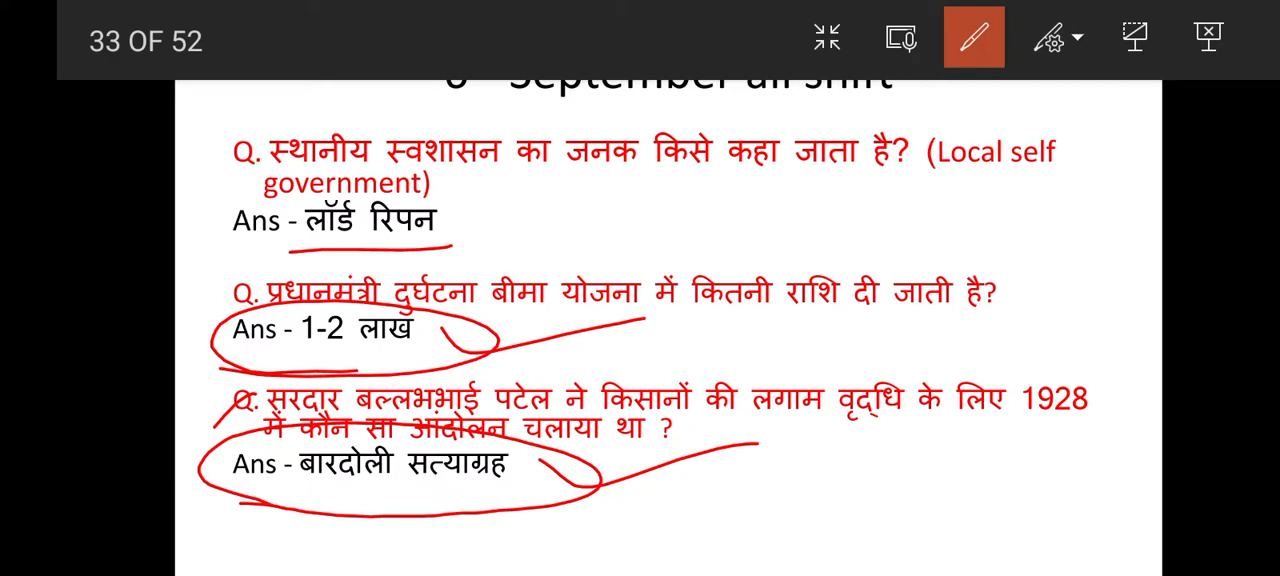 33 OF 52
September all shift
Q. स्थानीय स्वशासन का जनक किसे कहा जाता है? (Local self
government)
Ans - लॉर्ड रिपन
Q. प्रधानमंत्री दुर्घटना बीमा योजना में कितनी राशि दी जाती है?
Ans - 1-2 लाख
Q. सरदार बल्लभभाई पटेल ने किसानों की लगाम वृद्धि के लिए 1928
में कौन सा आंदोलन चलाया था ?
Ans - बारदोली सत्याग्रह